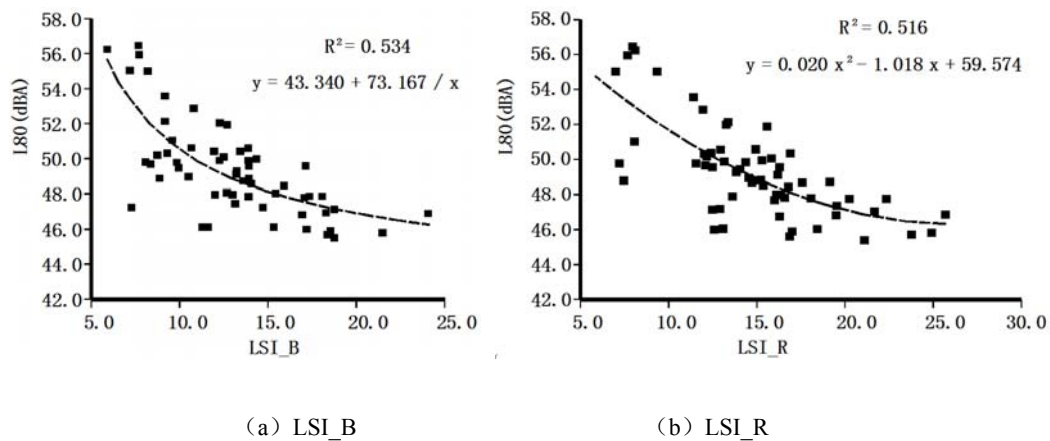 58.0
56.0
54.0
52.0
50.0
48.0
46.0
44.0
42.0
L80(dBA)
R² = 0.534
y = 43.340 + 73.167 / x
5.0 10.0 15.0 20.0 25.0
LSI_B
58.0
56.0
54.0
52.0
50.0
48.0
46.0
44.0
42.0
L80(dBA)
R² = 0.516
y = 0.020 x² - 1.018 x + 59.574
5.0 10.0 15.0 20.0 25.0 30.0
LSI_R
（a）LSI_B
（b）LSI_R